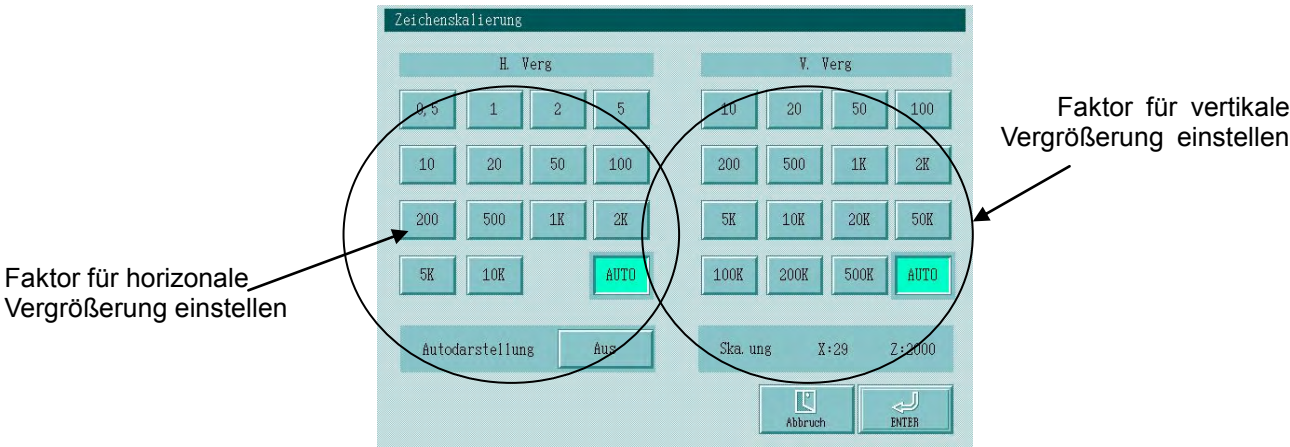 Zeichenskalierung
H. Verg
V. Verg
0,5 1 2 5
10 20 50 100
10 20 50 100
200 500 1K 2K
200 500 1K 2K
5K 10K 20K 50K
5K 10K AUTO
100K 200K 500K AUTO
Autodarstellung Aus
Ska. ung X:29 Z:2000
Abbruch
ENTER
Faktor für vertikale
Vergrößerung einstellen
Faktor für horizonale
Vergrößerung einstellen